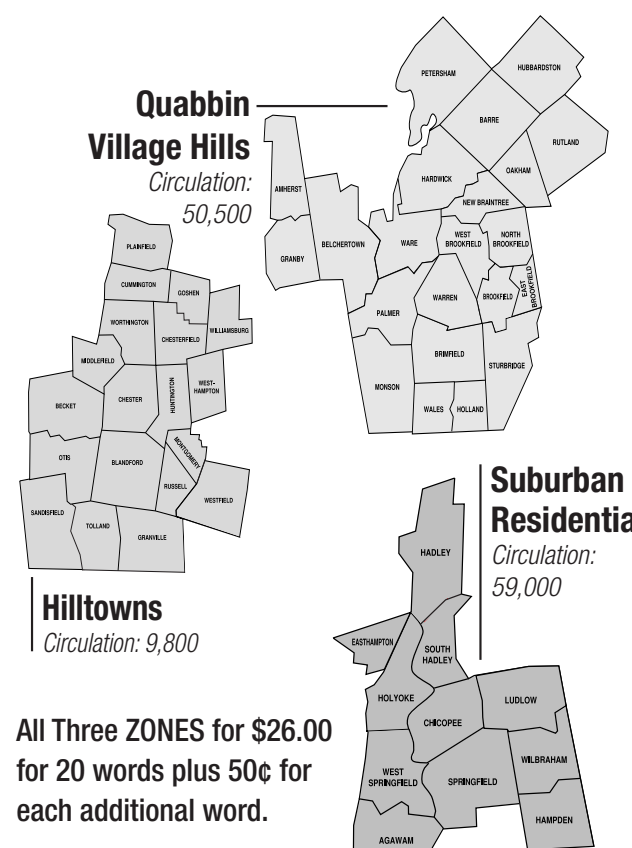 Quabbin
Village Hills
Circulation:
50,500
PETERSHAM
HUBBARDSTON
BARRE
RUTLAND
OAKHAM
HARDWICK
NEW BRAINTREE
AMHERST
BELCHERTOWN
GRANBY
WARE
WEST
BROOKFIELD
NORTH
BROOKFIELD
WARREN
BROOKFIELD
EAST
BROOKFIELD
PALMER
BRIMFIELD
STURBRIDGE
MONSON
WALES
HOLLAND
PLAINFIELD
CUMMINGTON
GOSHEN
WORTHINGTON
CHESTERFIELD
WILLIAMSBURG
MIDDLEFIELD
BECKET
CHESTER
HUNTINGTON
WEST-
HAMPTON
OTIS
BLANDFORD
MONTGOMERY
RUSSELL
WESTFIELD
SANDISFIELD
TOLLAND
GRANVILLE
Hilltowns
Circulation: 9,800
Suburban
Residentia
Circulation:
59,000
HADLEY
EASTHAMPTON
SOUTH
HADLEY
HOLYOKE
CHICOPEE
LUDLOW
WEST
SPRINGFIELD
SPRINGFIELD
WILBRAHAM
HAMPDEN
AGAWAM
All Three ZONES for $26.00
for 20 words plus 50¢ for
each additional word.